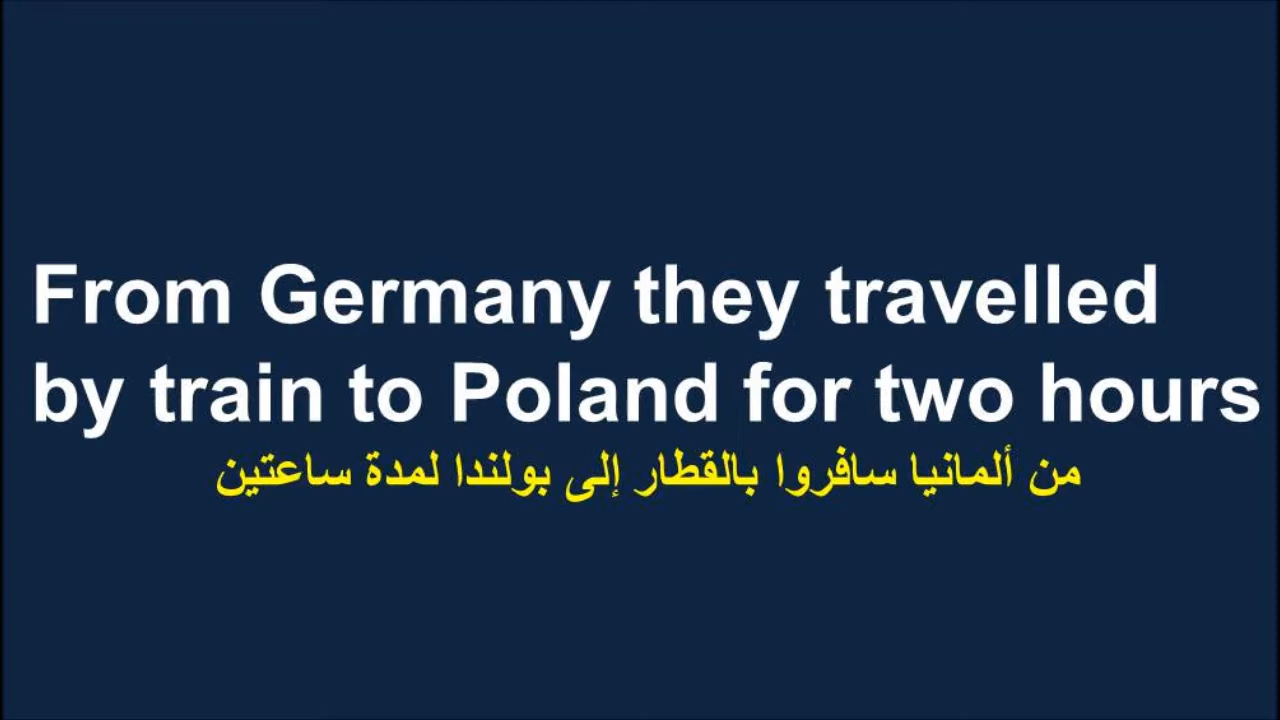 From Germany they travelled
by train to Poland for two hours
من ألمانيا سافروا بالقطار إلى بولندا لمدة ساعتين